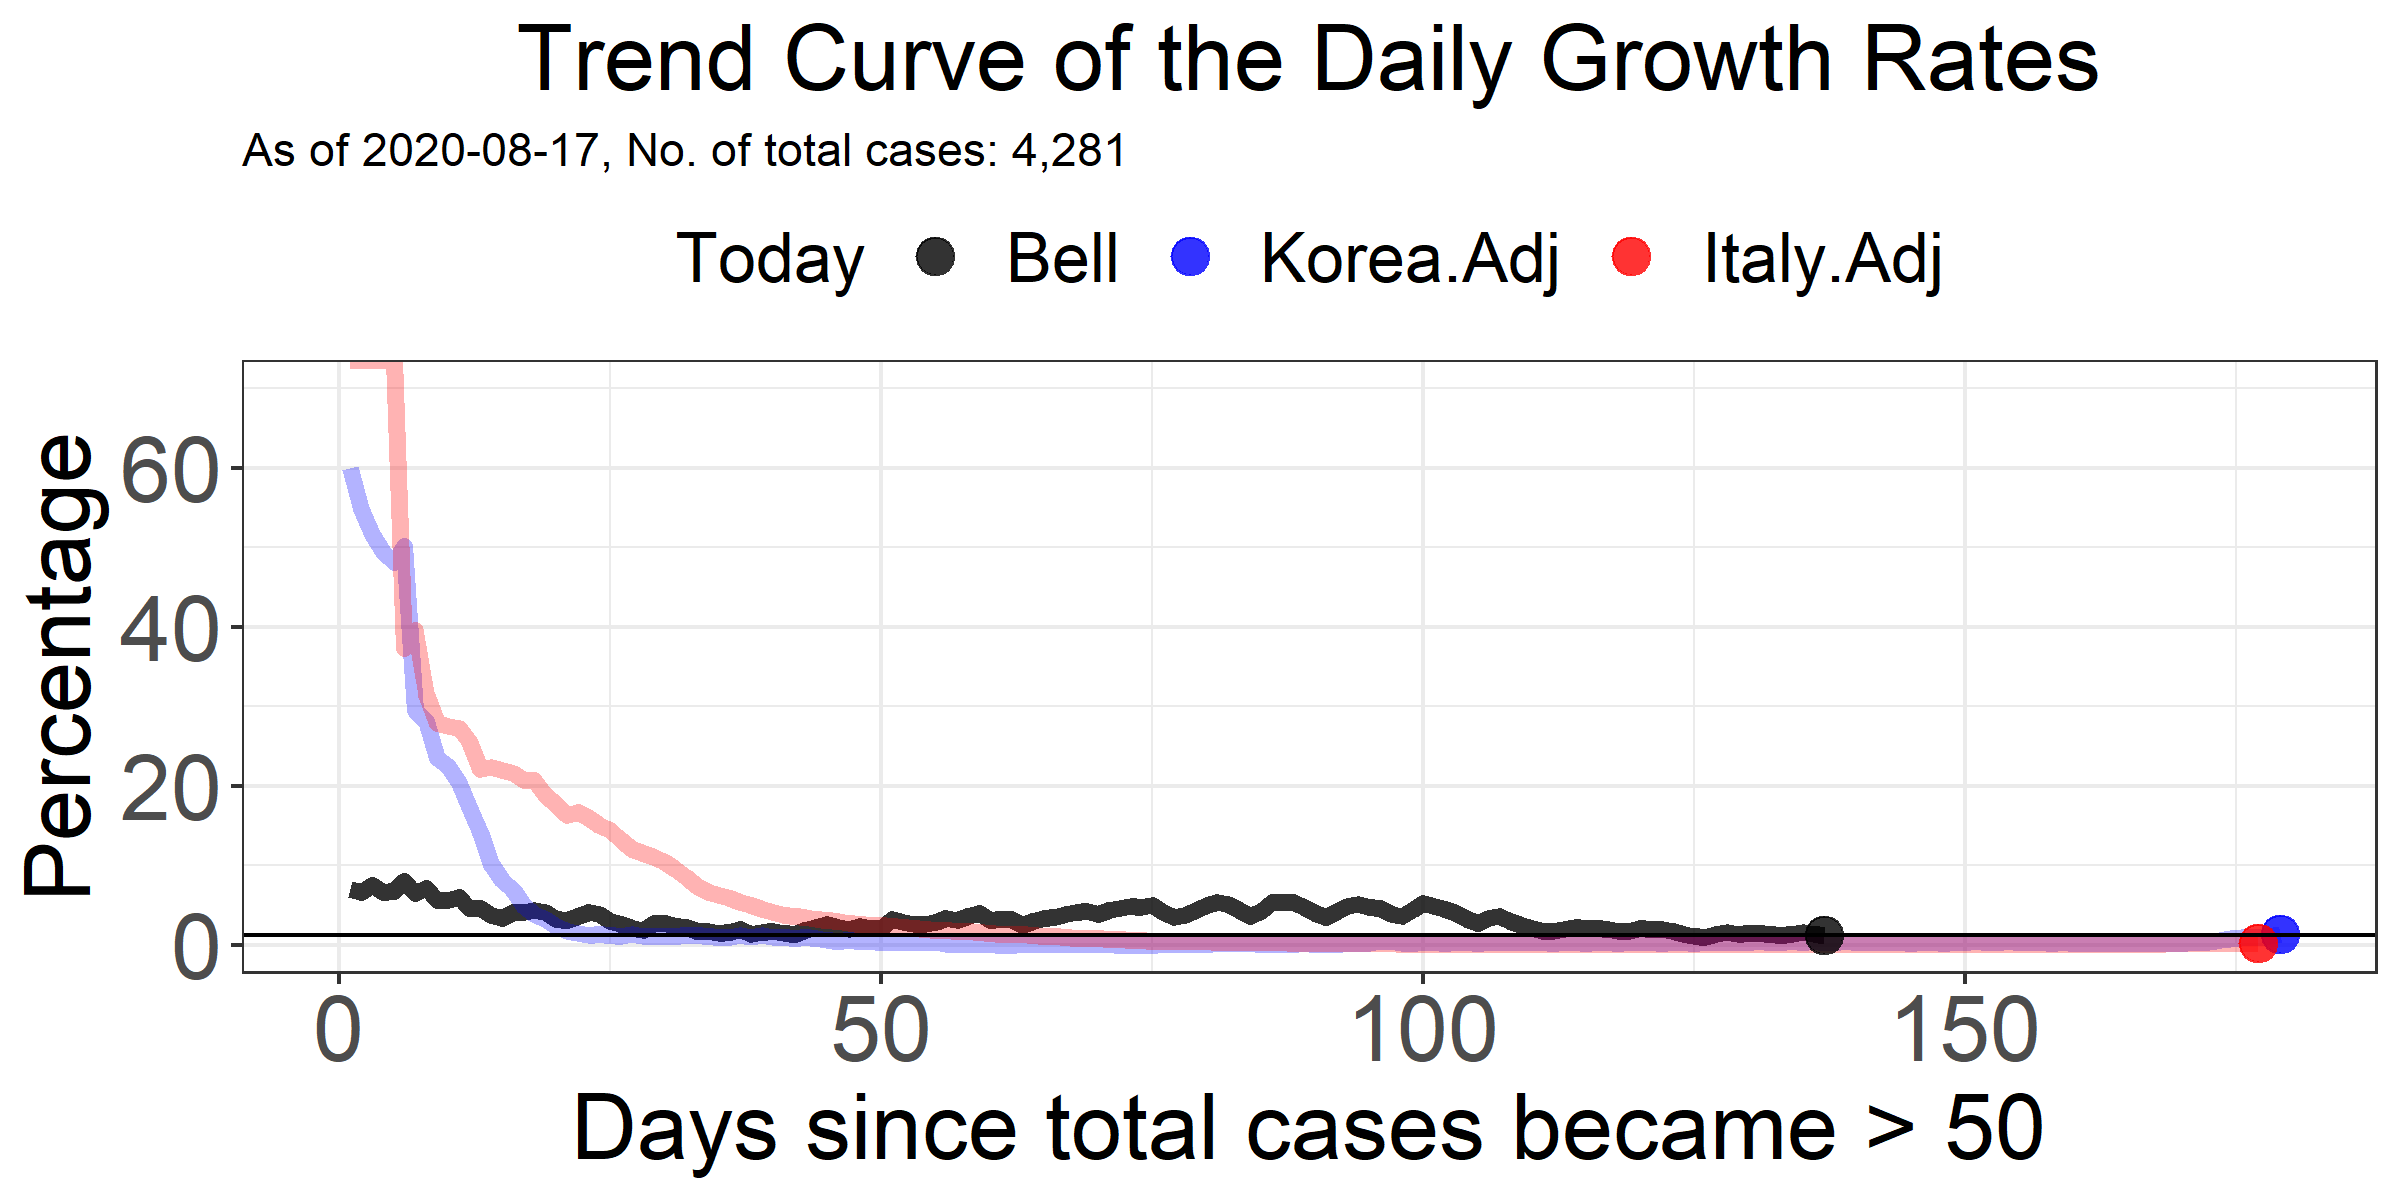 Trend Curve of the Daily Growth Rates
As of 2020-08-17, No. of total cases: 4,281
Today Bell Korea.Adj Italy.Adj
Percentage
60
40
20
0
0 50 100 150
Days since total cases became > 50